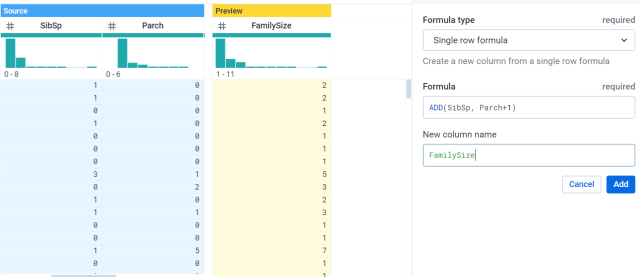 Source
Preview
SibSp
Parch
FamilySize
0 - 8
0 - 6
1 - 11
1 0 2
1 0 2
0 0 1
1 0 2
0 0 1
0 0 1
0 0 1
3 1 5
0 2 3
1 0 2
1 1 3
0 0 1
0 0 1
1 5 7
0 0 1
Formula type
required
Single row formula
Create a new column from a single row formula
Formula
required
ADD(SibSp, Parch+1)
New column name
FamilySize
Cancel
Add